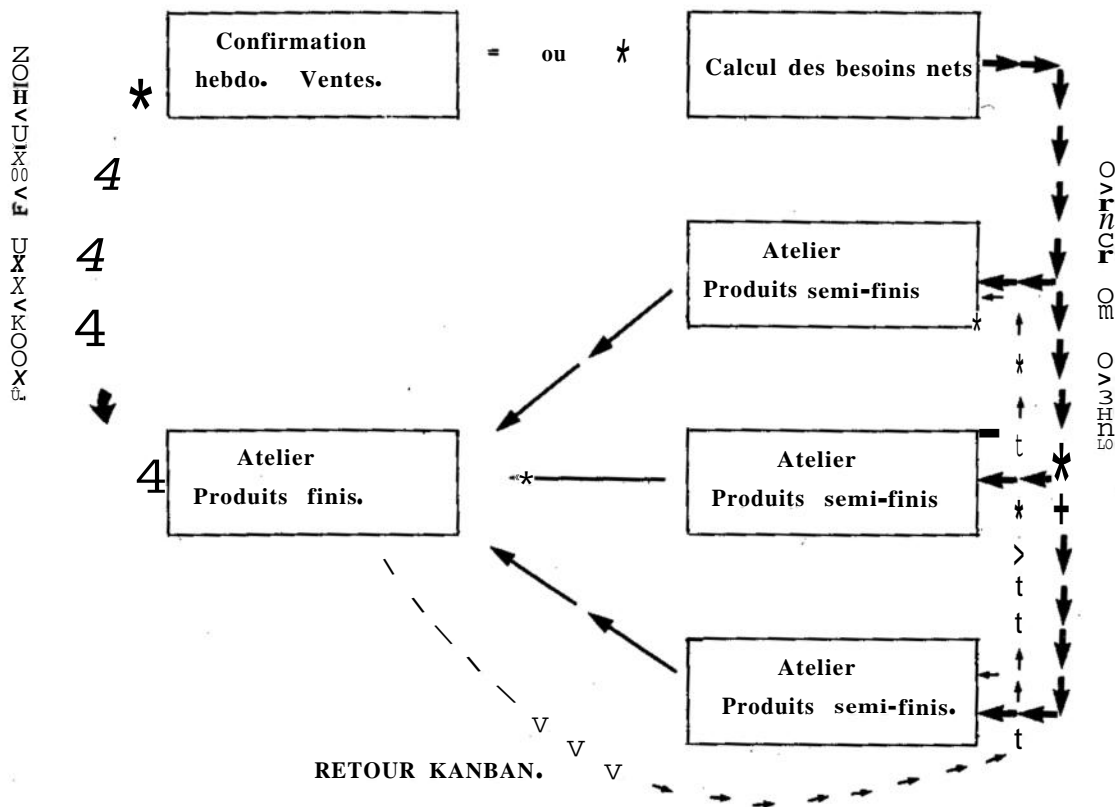 Confirmation
hebdo. Ventes.
= ou *
Calcul des besoins nets
Atelier
Produits semi-finis
Atelier
Produits finis.
Atelier
Produits semi-finis
Atelier
Produits semi-finis.
RETOUR KANBAN.